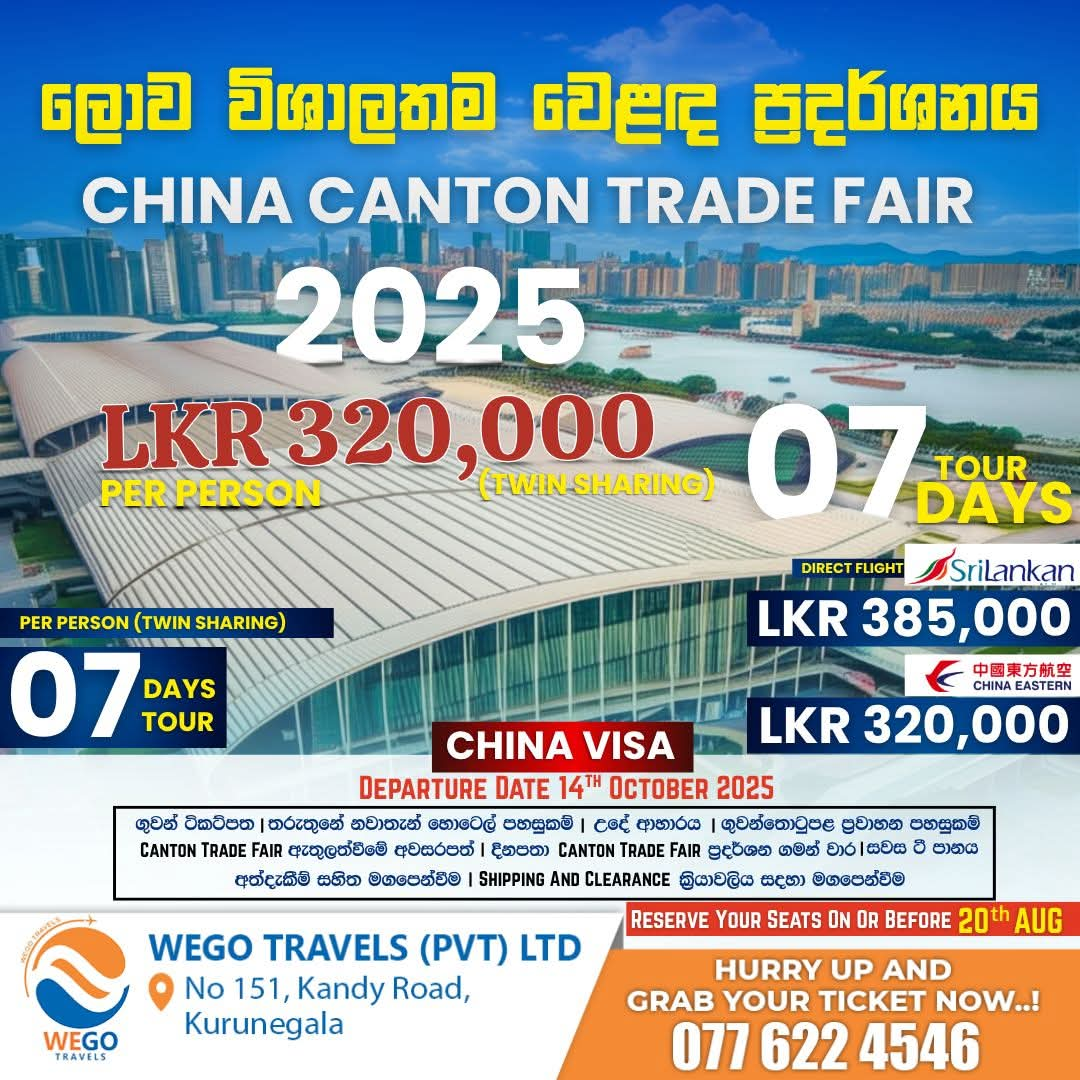 ලොව විශාලතම වෙළඳ ප්‍රදර්ශනය
CHINA CANTON TRADE FAIR
2025
LKR 320,000
PER PERSON
(TWIN SHARING)
07
TOUR
DAYS
DIRECT FLIGHT
SriLankan
LKR 385,000
PER PERSON (TWIN SHARING)
07
DAYS
TOUR
中國東方航空
CHINA EASTERN
LKR 320,000
CHINA VISA
DEPARTURE DATE 14TH OCTOBER 2025
ගුවන් ටිකට්පත | තරුතුනේ නවාතැන් හොටෙල් පහසුකම් | උදේ ආහාරය | ගුවන්තොටුපළ ප්‍රවාහන පහසුකම්
CANTON TRADE FAIR ඇතුලත්වීමේ අවසරපත් | දිනපතා CANTON TRADE FAIR ප්‍රදර්ශන ගමන් වාර | සවස ටී පානය
අත්දැකීම් සහිත මගපෙන්වීම | SHIPPING AND CLEARANCE ක්‍රියාවලිය සදහා මගපෙන්වීම
RESERVE YOUR SEATS ON OR BEFORE 20th AUG
WEGO TRAVELS
WEGO
TRAVELS
WEGO TRAVELS (PVT) LTD
No 151, Kandy Road,
Kurunegala
HURRY UP AND
GRAB YOUR TICKET NOW..!
077 622 4546